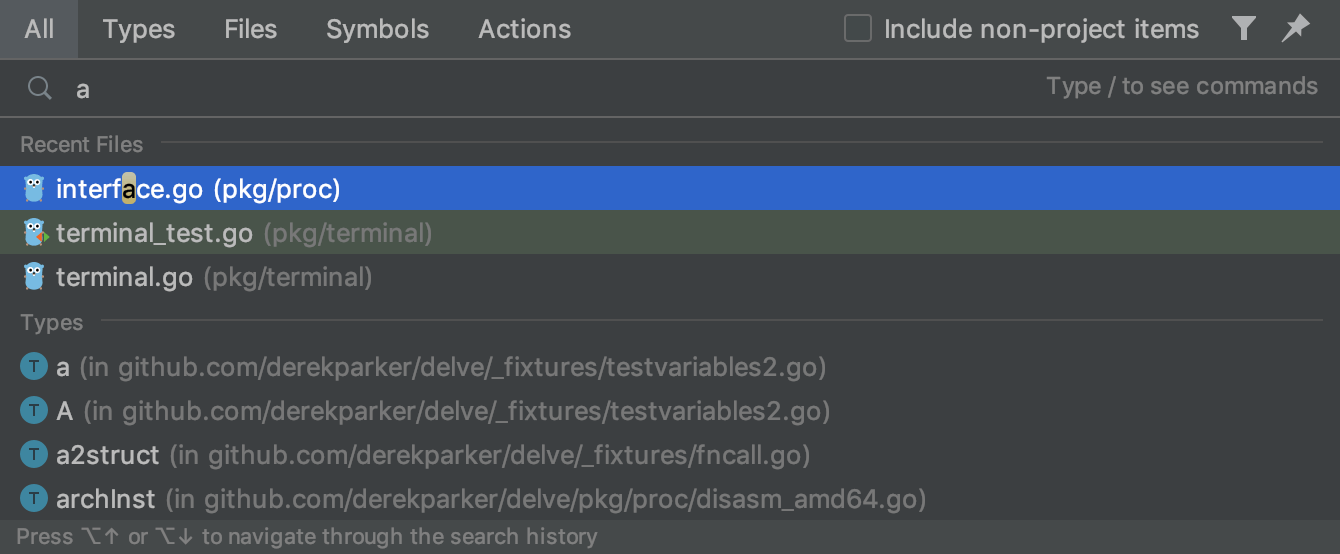 All Types Files Symbols Actions Include non-project items
a Type / to see commands
Recent Files
interface.go (pkg/proc)
terminal_test.go (pkg/terminal)
terminal.go (pkg/terminal)
Types
T a (in github.com/derekparker/delve/_fixtures/testvariables2.go)
T A (in github.com/derekparker/delve/_fixtures/testvariables2.go)
T a2struct (in github.com/derekparker/delve/_fixtures/fncall.go)
T archInst (in github.com/derekparker/delve/pkg/proc/disasm_amd64.go)
Press ⌥↑ or ⌥↓ to navigate through the search history